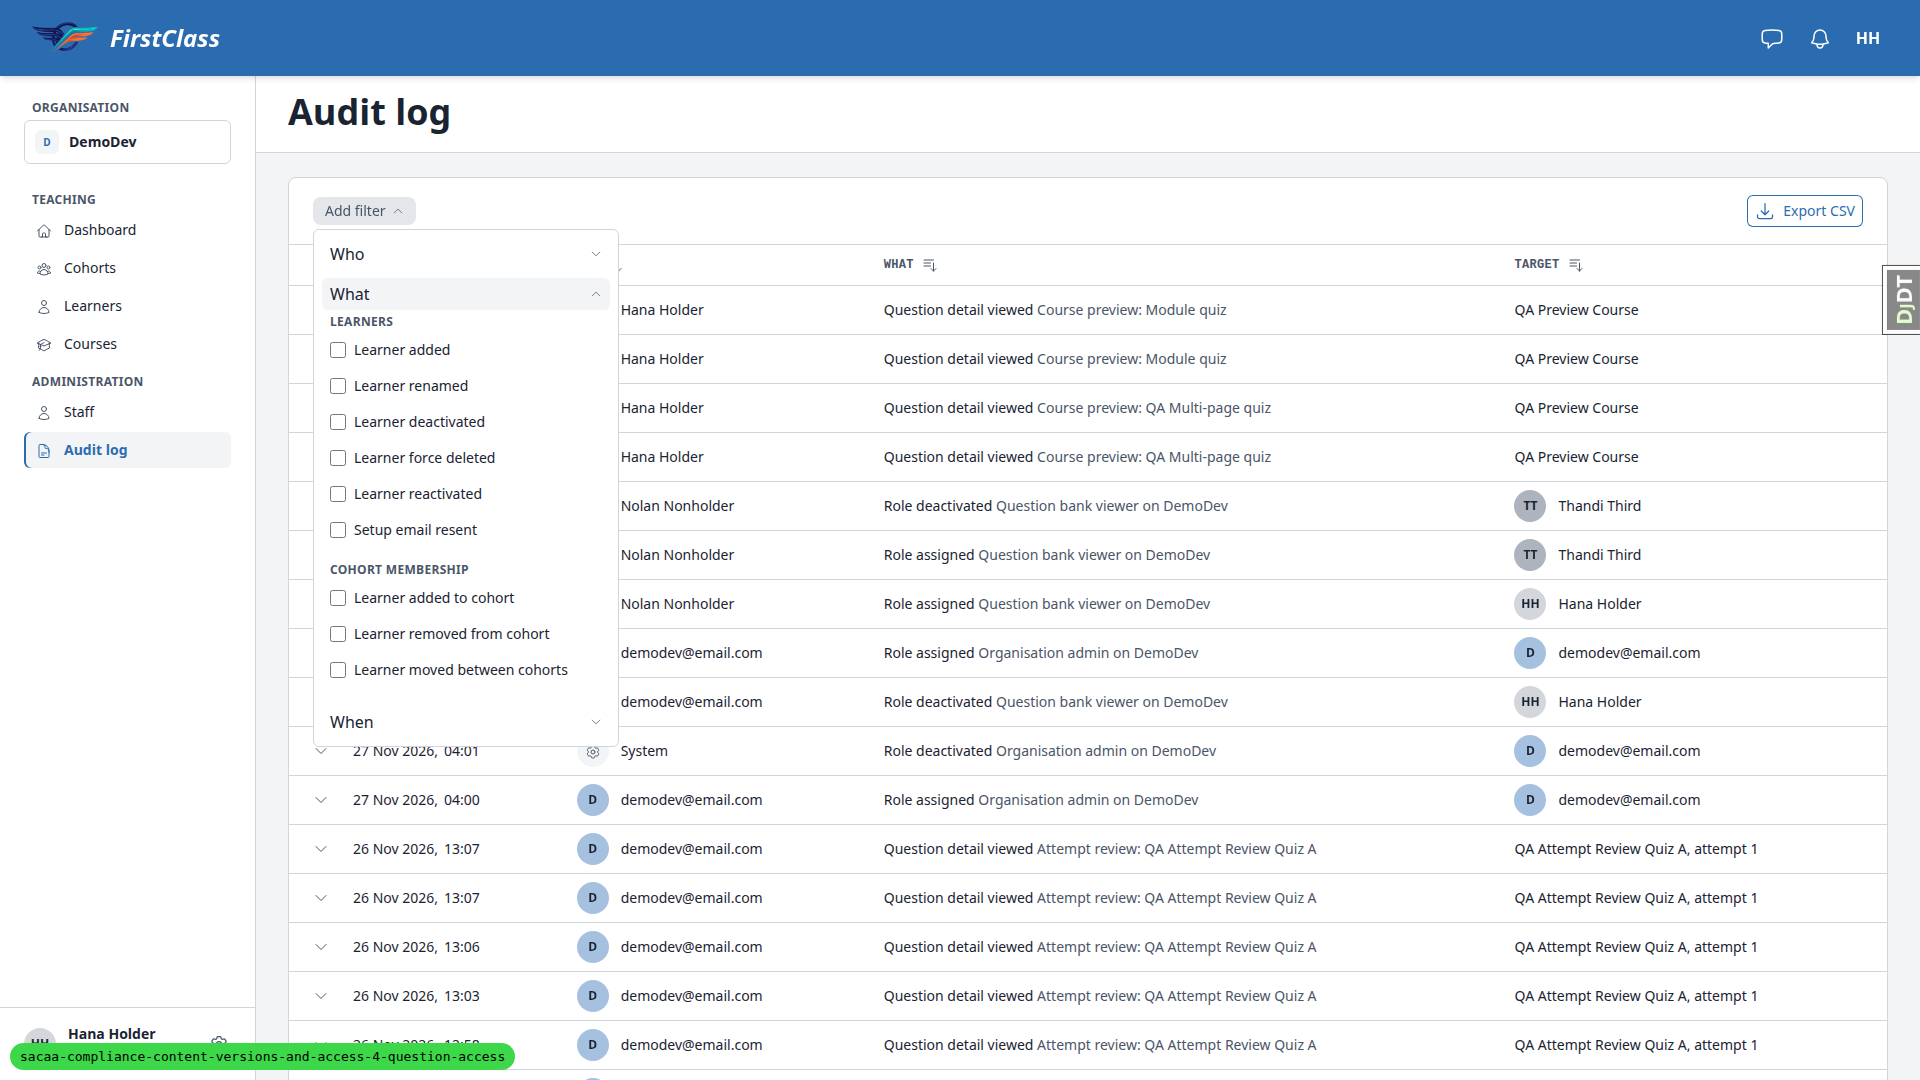 FirstClass
HH
ORGANISATION
D DemoDev
TEACHING
Dashboard
Cohorts
Learners
Courses
ADMINISTRATION
Staff
Audit log
Hana Holder
sacaa-compliance-content-versions-and-access-4-question-access
Audit log
Add filter
Export CSV
Who
What
LEARNERS
Learner added
Learner renamed
Learner deactivated
Learner force deleted
Learner reactivated
Setup email resent
COHORT MEMBERSHIP
Learner added to cohort
Learner removed from cohort
Learner moved between cohorts
When
WHAT TARGET
Hana Holder Question detail viewed Course preview: Module quiz QA Preview Course
Hana Holder Question detail viewed Course preview: Module quiz QA Preview Course
Hana Holder Question detail viewed Course preview: QA Multi-page quiz QA Preview Course
Hana Holder Question detail viewed Course preview: QA Multi-page quiz QA Preview Course
Nolan Nonholder Role deactivated Question bank viewer on DemoDev TT Thandi Third
Nolan Nonholder Role assigned Question bank viewer on DemoDev TT Thandi Third
Nolan Nonholder Role assigned Question bank viewer on DemoDev HH Hana Holder
demodev@email.com Role assigned Organisation admin on DemoDev D demodev@email.com
demodev@email.com Role deactivated Question bank viewer on DemoDev HH Hana Holder
27 Nov 2026, 04:01 System Role deactivated Organisation admin on DemoDev D demodev@email.com
27 Nov 2026, 04:00 D demodev@email.com Role assigned Organisation admin on DemoDev D demodev@email.com
26 Nov 2026, 13:07 D demodev@email.com Question detail viewed Attempt review: QA Attempt Review Quiz A QA Attempt Review Quiz A, attempt 1
26 Nov 2026, 13:07 D demodev@email.com Question detail viewed Attempt review: QA Attempt Review Quiz A QA Attempt Review Quiz A, attempt 1
26 Nov 2026, 13:06 D demodev@email.com Question detail viewed Attempt review: QA Attempt Review Quiz A QA Attempt Review Quiz A, attempt 1
26 Nov 2026, 13:03 D demodev@email.com Question detail viewed Attempt review: QA Attempt Review Quiz A QA Attempt Review Quiz A, attempt 1
D demodev@email.com Question detail viewed Attempt review: QA Attempt Review Quiz A QA Attempt Review Quiz A, attempt 1
DjDT